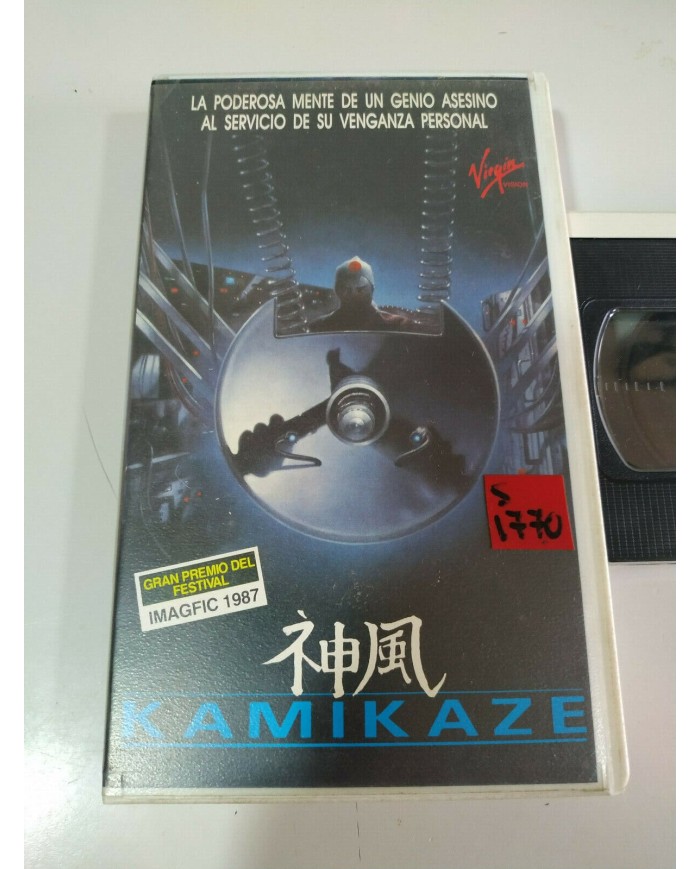 LA PODEROSA MENTE DE UN GENIO ASESINO
AL SERVICIO DE SU VENGANZA PERSONAL
Virgin
VISION
S
1770
GRAN PREMIO DEL
FESTIVAL
IMAGFIC 1987
神風
KAMIKAZE